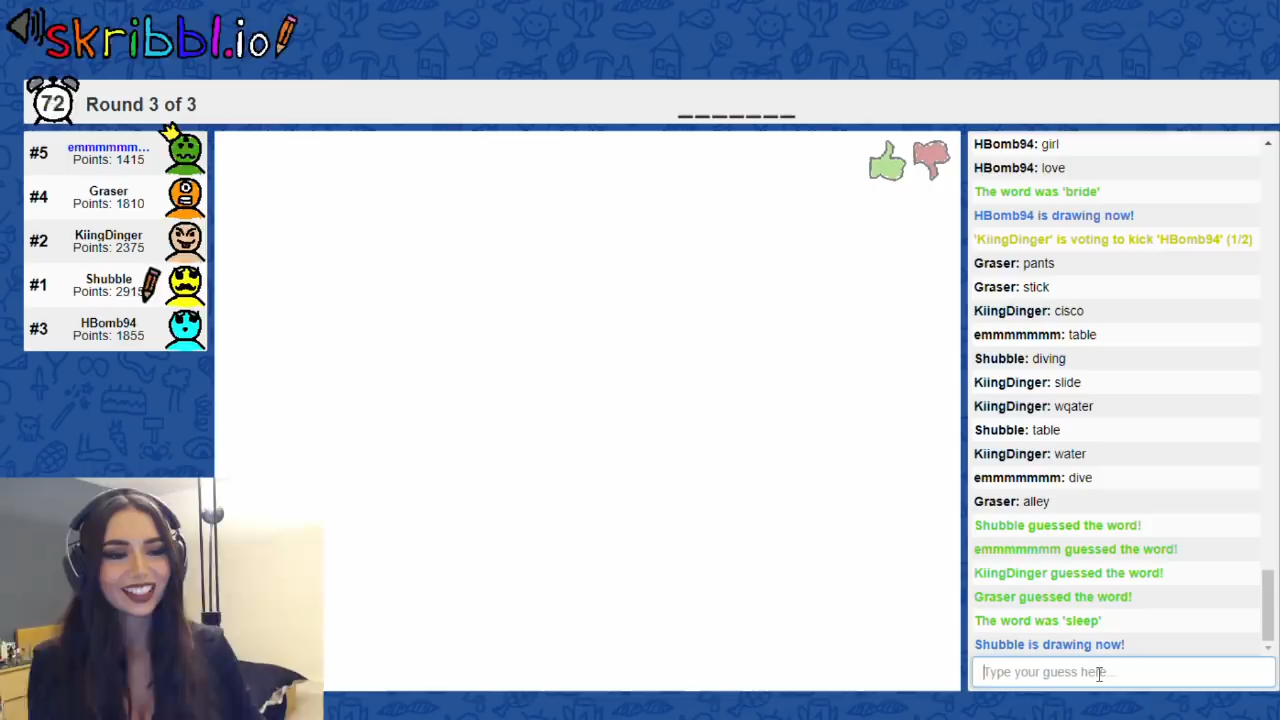 skribbl.io
72
Round 3 of 3
_______
#5
emmmmmm...
Points: 1415
#4
Graser
Points: 1810
#2
KiingDinger
Points: 2375
#1
Shubble
Points: 2915
#3
HBomb94
Points: 1855
HBomb94: girl
HBomb94: love
The word was 'bride'
HBomb94 is drawing now!
'KiingDinger' is voting to kick 'HBomb94' (1/2)
Graser: pants
Graser: stick
KiingDinger: cisco
emmmmmmm: table
Shubble: diving
KiingDinger: slide
KiingDinger: wqater
Shubble: table
KiingDinger: water
emmmmmmm: dive
Graser: alley
Shubble guessed the word!
emmmmmmm guessed the word!
KiingDinger guessed the word!
Graser guessed the word!
The word was 'sleep'
Shubble is drawing now!
Type your guess here...